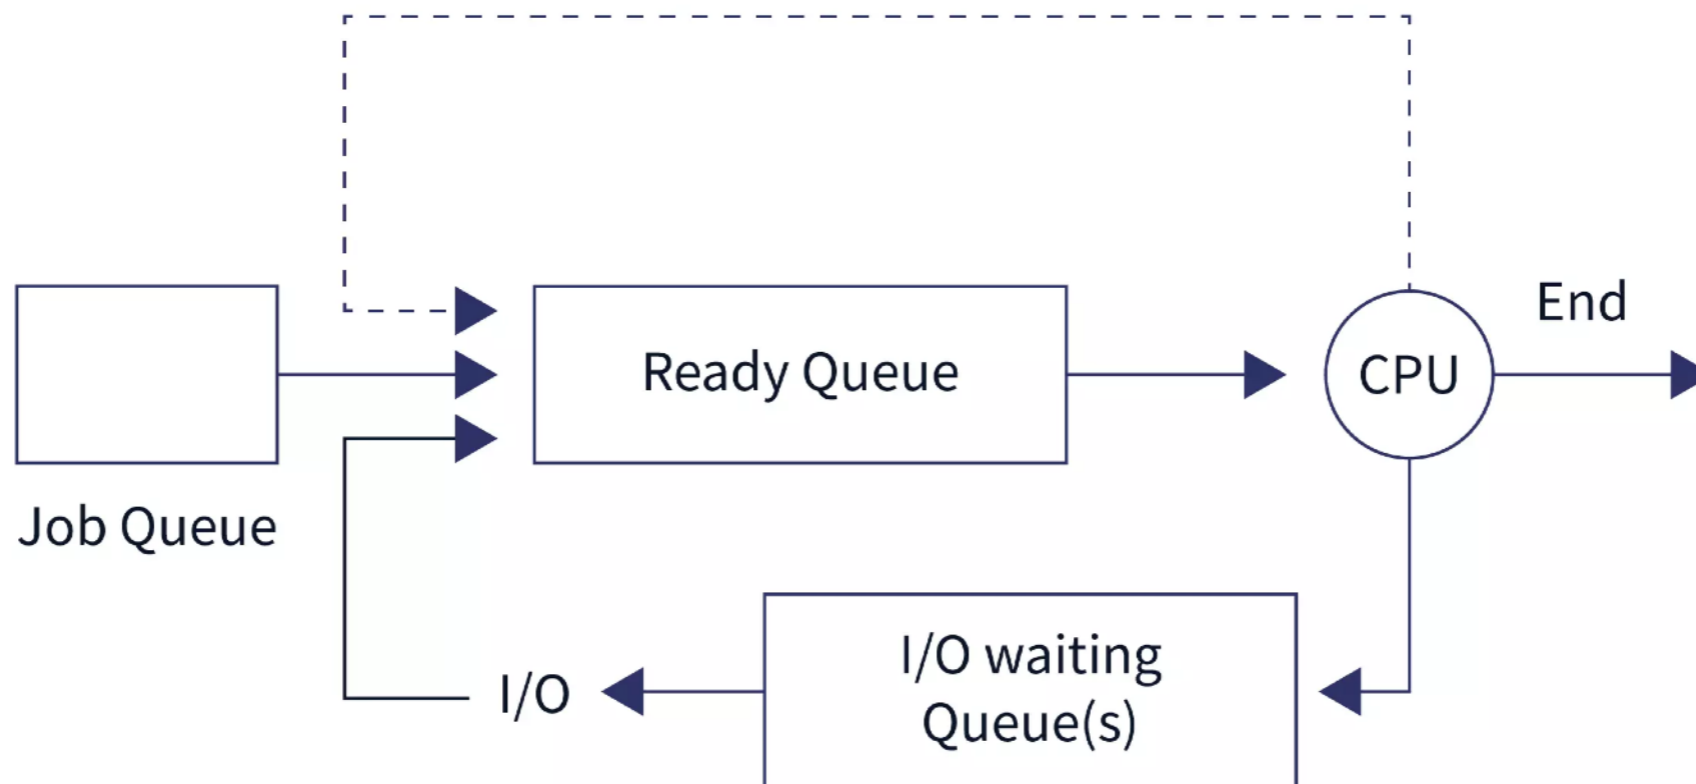 End
Ready Queue
CPU
Job Queue
I/O waiting
Queue(s)
I/O